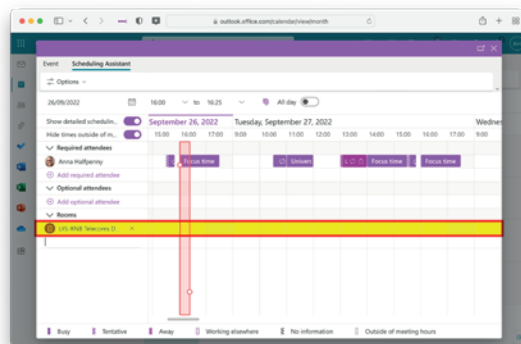 outlook.office.com/calendar/view/month
Event Scheduling Assistant
Options
26/09/2022 16:00 to 16:25 All day
Show detailed schedulin...
September 26, 2022 Tuesday, September 27, 2022 Wednes
Hide times outside of m...
15:00 16:00 17:00 9:00 10:00 11:00 12:00 13:00 14:00 15:00 16:00 17:00 9:00
Required attendees
Anna Halfpenny Focus time Univers Focus time Focus time
Add required attendee
Optional attendees
Add optional attendee
Rooms
Telecoms D
Busy Tentative Away Working elsewhere No information Outside of meeting hours